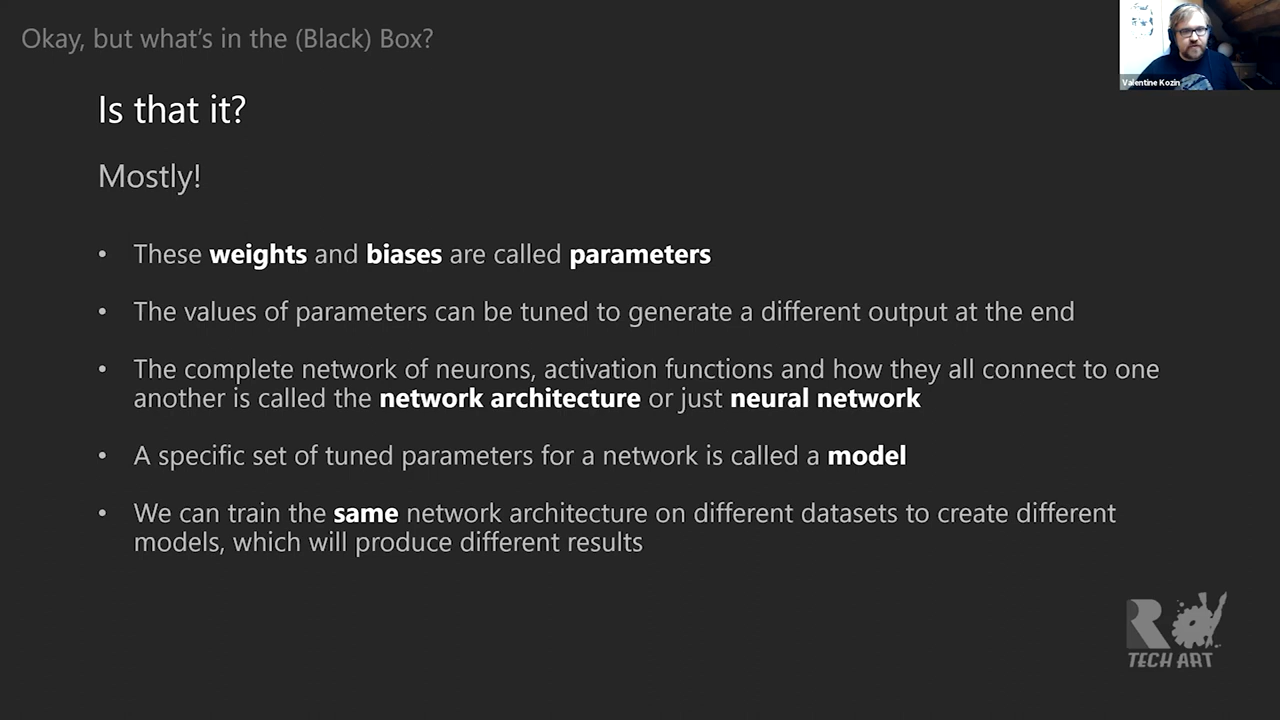 Okay, but what's in the (Black) Box?
Valentine Kozin
Is that it?
Mostly!
• These weights and biases are called parameters
• The values of parameters can be tuned to generate a different output at the end
• The complete network of neurons, activation functions and how they all connect to one
another is called the network architecture or just neural network
• A specific set of tuned parameters for a network is called a model
• We can train the same network architecture on different datasets to create different
models, which will produce different results
R
TECH ART